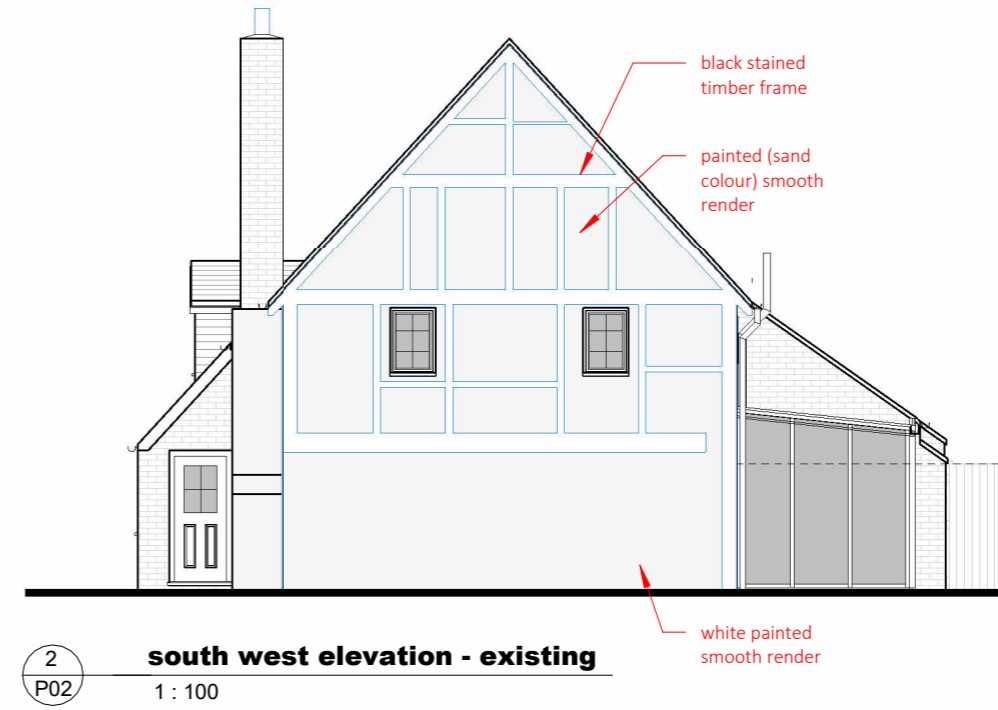 black stained
timber frame
painted (sand
colour) smooth
render
white painted
smooth render
2
P02
south west elevation - existing
1 : 100